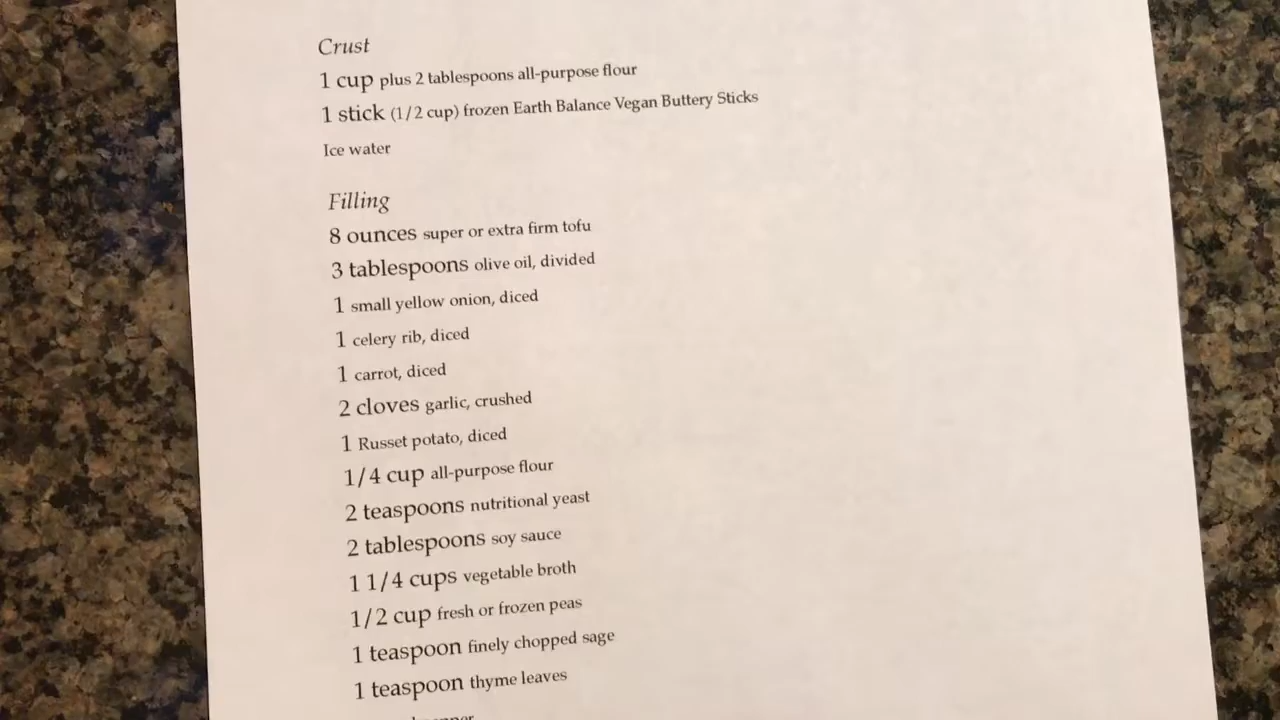 Crust
1 cup plus 2 tablespoons all-purpose flour
1 stick (1/2 cup) frozen Earth Balance Vegan Buttery Sticks
Ice water
Filling
8 ounces super or extra firm tofu
3 tablespoons olive oil, divided
1 small yellow onion, diced
1 celery rib, diced
1 carrot, diced
2 cloves garlic, crushed
1 Russet potato, diced
1/4 cup all-purpose flour
2 teaspoons nutritional yeast
2 tablespoons soy sauce
1 1/4 cups vegetable broth
1/2 cup fresh or frozen peas
1 teaspoon finely chopped sage
1 teaspoon thyme leaves